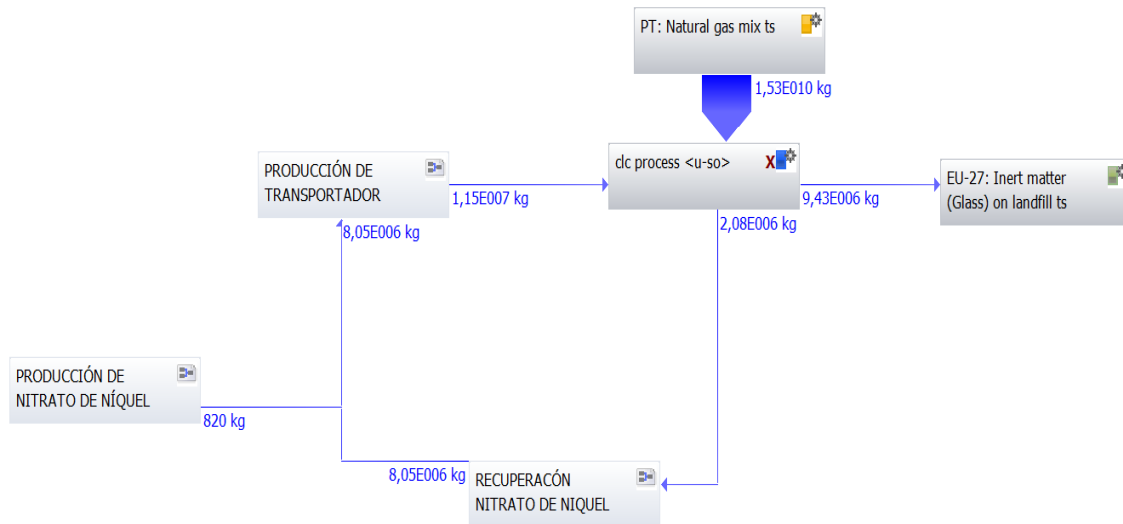 PT: Natural gas mix ts
1,53E010 kg
clc process <u-so>
X
PRODUCCIÓN DE
TRANSPORTADOR
1,15E007 kg
9,43E006 kg
EU-27: Inert matter
(Glass) on landfill ts
8,05E006 kg
2,08E006 kg
PRODUCCIÓN DE
NITRATO DE NÍQUEL
820 kg
8,05E006 kg
RECUPERACÓN
NITRATO DE NIQUEL